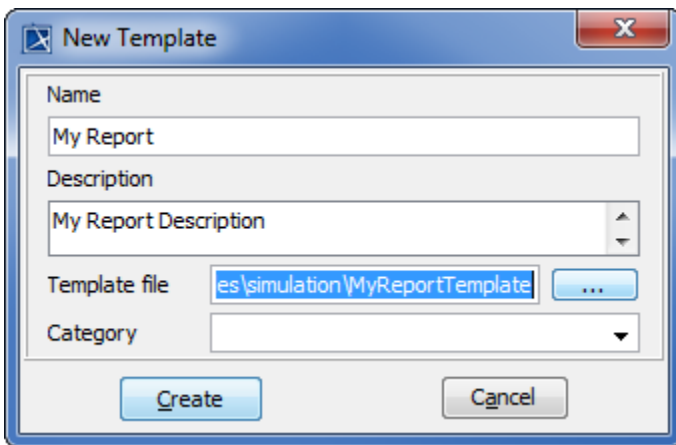 New Template
Name
My Report
Description
My Report Description
Template file es\simulation\MyReportTemplate ...
Category
Create Cancel